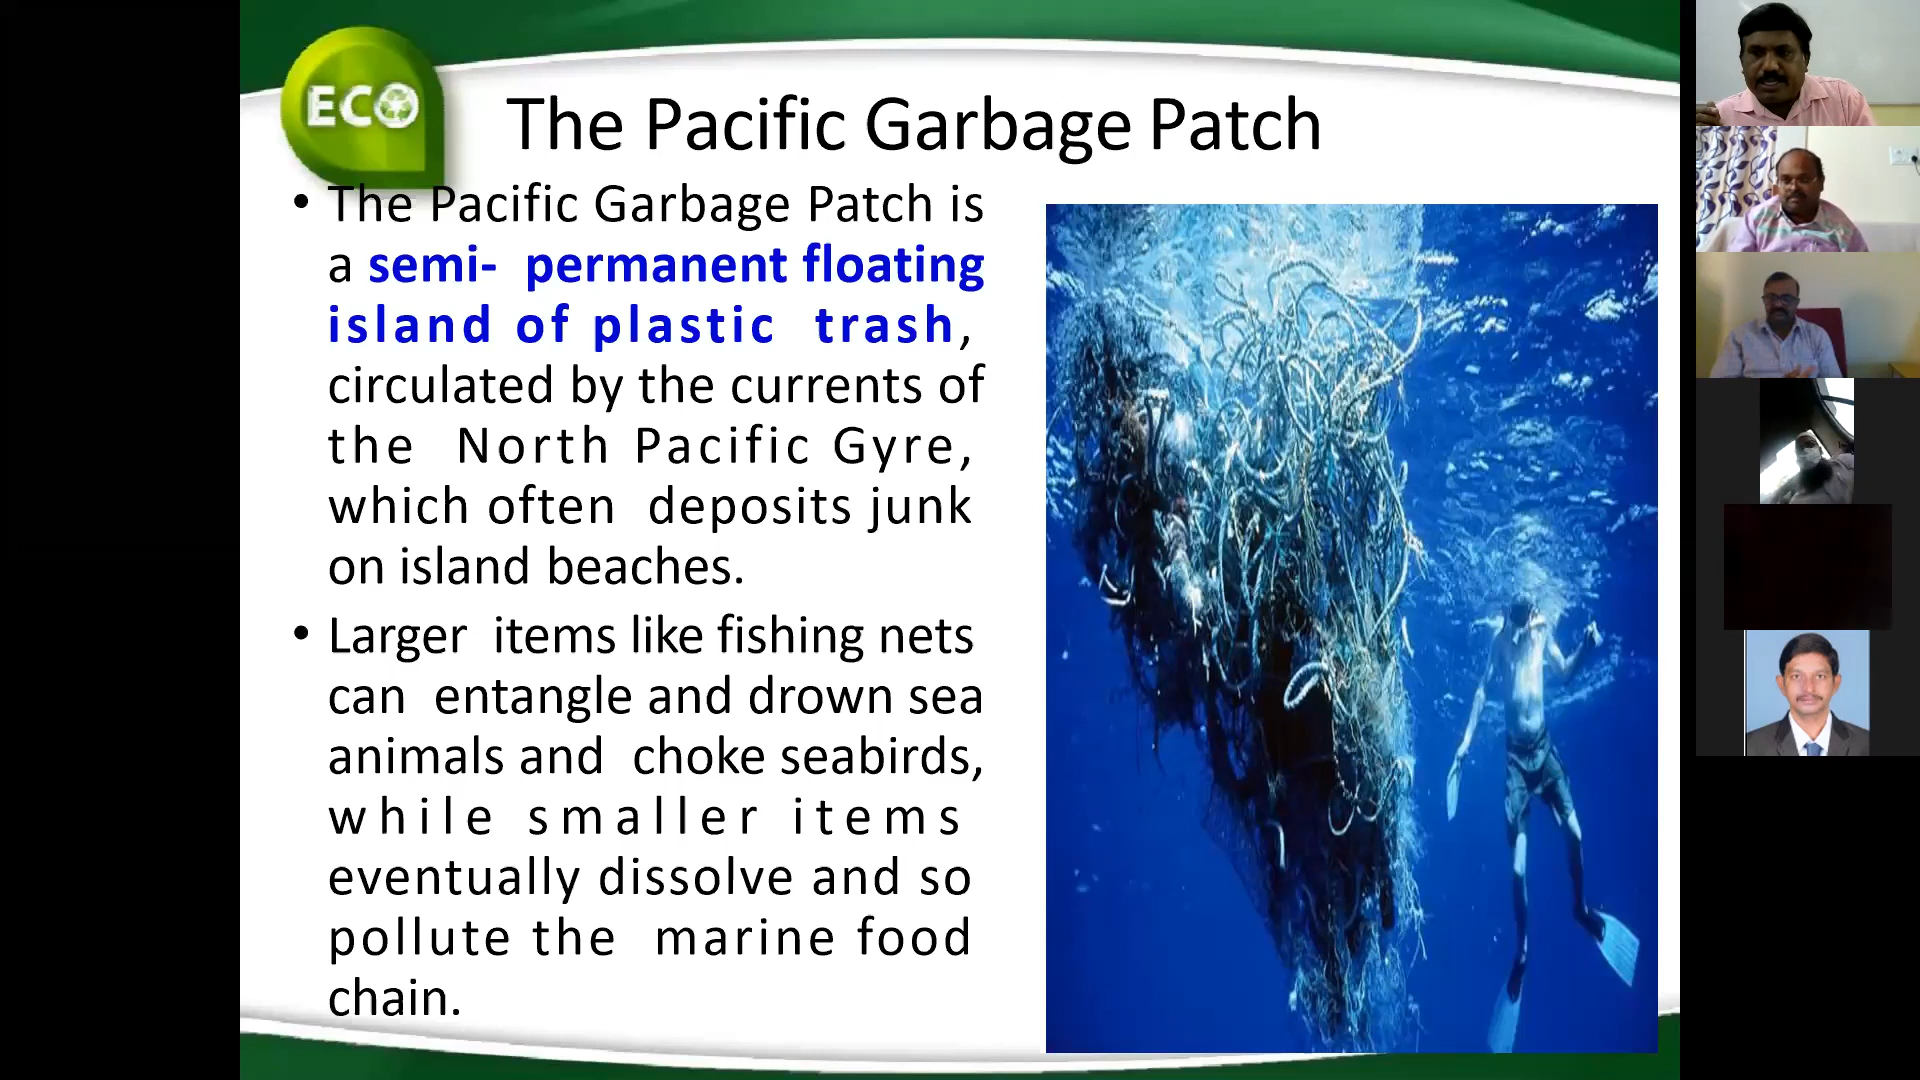 ECO
The Pacific Garbage Patch
• The Pacific Garbage Patch is
a semi- permanent floating
island of plastic trash,
circulated by the currents of
the North Pacific Gyre,
which often deposits junk
on island beaches.
• Larger items like fishing nets
can entangle and drown sea
animals and choke seabirds,
while smaller items
eventually dissolve and so
pollute the marine food
chain.